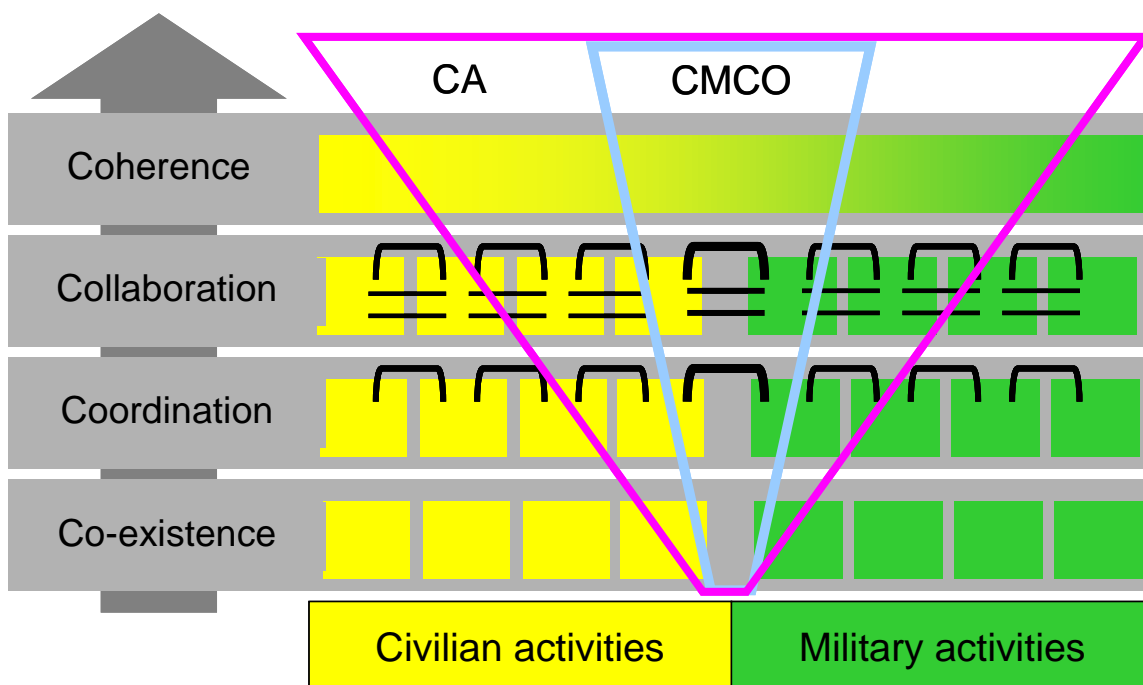 CA
CMCO
Coherence
Collaboration
Coordination
Co-existence
Civilian activities
Military activities